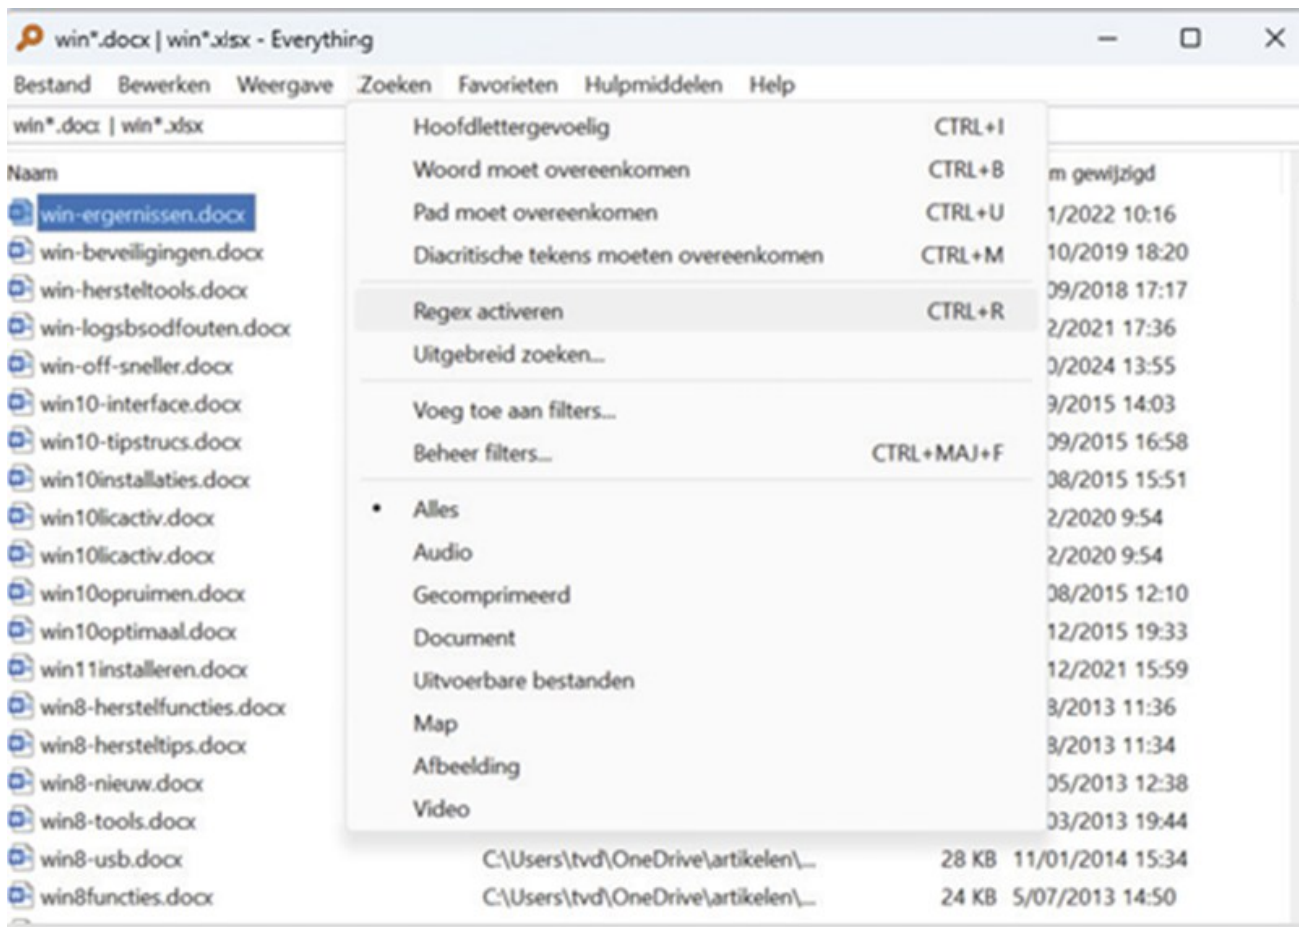 win*.docx | win*.xlsx - Everything
Bestand Bewerken Weergave Zoeken Favorieten Hulpmiddelen Help
win*.docx | win*.xlsx
Hoofdlettergevoelig CTRL+I
Woord moet overeenkomen CTRL+B
Naam m gewijzigd
Pad moet overeenkomen CTRL+U
win-ergernissen.docx 1/2022 10:16
Diacritische tekens moeten overeenkomen CTRL+M
win-beveiligingen.docx 10/2019 18:20
win-hersteltools.docx 09/2018 17:17
Regex activeren CTRL+R
win-logsbsodfouten.docx 2/2021 17:36
Uitgebreid zoeken...
win-off-sneller.docx 0/2024 13:55
win10-interface.docx 9/2015 14:03
Voeg toe aan filters...
win10-tipstrucs.docx 09/2015 16:58
Beheer filters... CTRL+MAJ+F
win10installaties.docx 08/2015 15:51
Alles
win10licactiv.docx 2/2020 9:54
Audio
win10licactiv.docx 2/2020 9:54
Gecomprimeerd
win10opruimen.docx 08/2015 12:10
Document
win10optimaal.docx 12/2015 19:33
win11installeren.docx 12/2021 15:59
Uitvoerbare bestanden
win8-herstelfuncties.docx 8/2013 11:36
Map
win8-hersteltips.docx 8/2013 11:34
Afbeelding
win8-nieuw.docx 05/2013 12:38
Video
win8-tools.docx 03/2013 19:44
win8-usb.docx C:\Users\tvd\OneDrive\artikelen\... 28 KB 11/01/2014 15:34
win8functies.docx C:\Users\tvd\OneDrive\artikelen\... 24 KB 5/07/2013 14:50